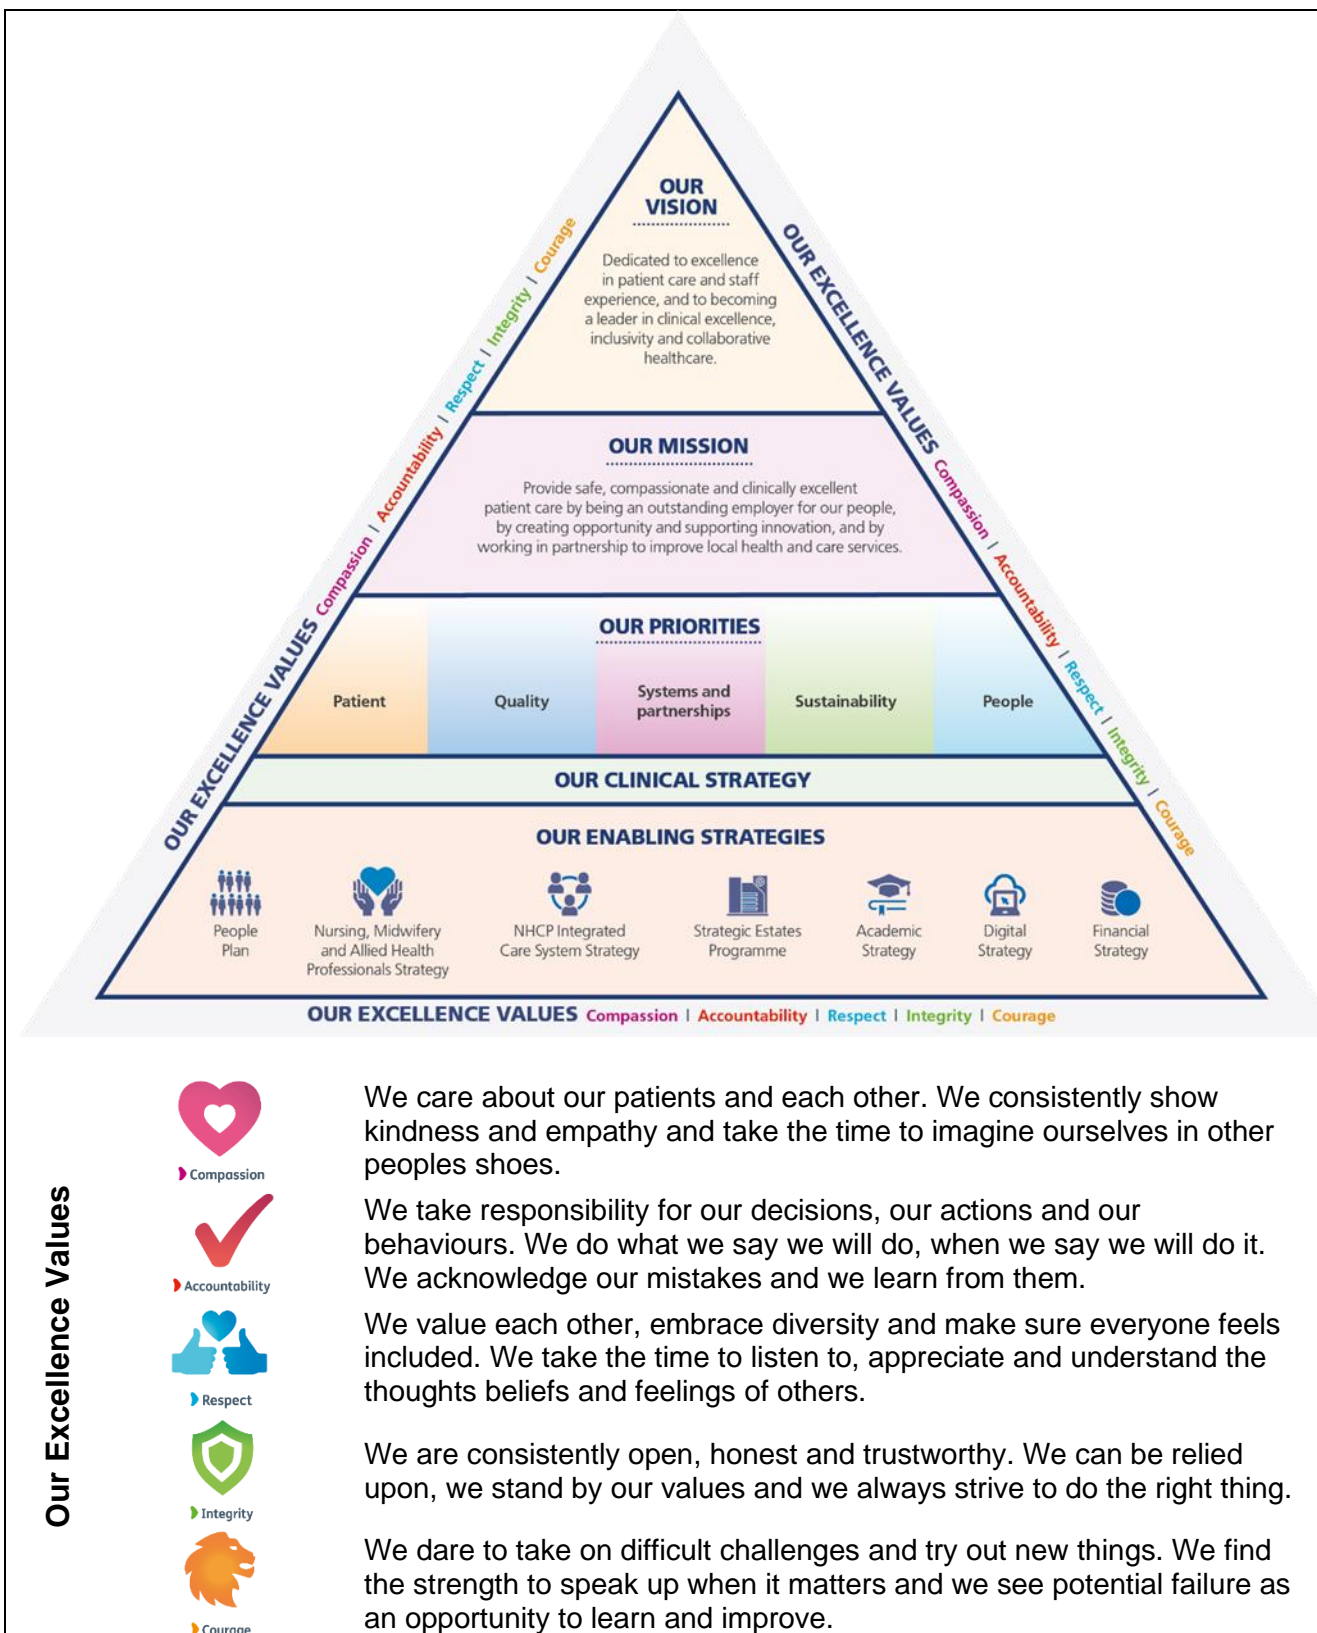 OUR
VISION
Dedicated to excellence
in patient care and staff
experience, and to becoming
a leader in clinical excellence,
inclusivity and collaborative
healthcare.
OUR MISSION
Provide safe, compassionate and clinically excellent
patient care by being an outstanding employer for our people,
by creating opportunity and supporting innovation, and by
working in partnership to improve local health and care services.
OUR PRIORITIES
Patient
Quality
Systems and
partnerships
Sustainability
People
OUR CLINICAL STRATEGY
OUR ENABLING STRATEGIES
People
Plan
Nursing, Midwifery
and Allied Health
Professionals Strategy
NHCP Integrated
Care System Strategy
Strategic Estates
Programme
Academic
Strategy
Digital
Strategy
Financial
Strategy
OUR EXCELLENCE VALUES Compassion | Accountability | Respect | Integrity | Courage
OUR EXCELLENCE VALUES Compassion | Accountability | Respect | Integrity | Courage
OUR EXCELLENCE VALUES Compassion | Accountability | Respect | Integrity | Courage
Our Excellence Values
Compassion
We care about our patients and each other. We consistently show
kindness and empathy and take the time to imagine ourselves in other
peoples shoes.
Accountability
We take responsibility for our decisions, our actions and our
behaviours. We do what we say we will do, when we say we will do it.
We acknowledge our mistakes and we learn from them.
Respect
We value each other, embrace diversity and make sure everyone feels
included. We take the time to listen to, appreciate and understand the
thoughts beliefs and feelings of others.
Integrity
We are consistently open, honest and trustworthy. We can be relied
upon, we stand by our values and we always strive to do the right thing.
Courage
We dare to take on difficult challenges and try out new things. We find
the strength to speak up when it matters and we see potential failure as
an opportunity to learn and improve.